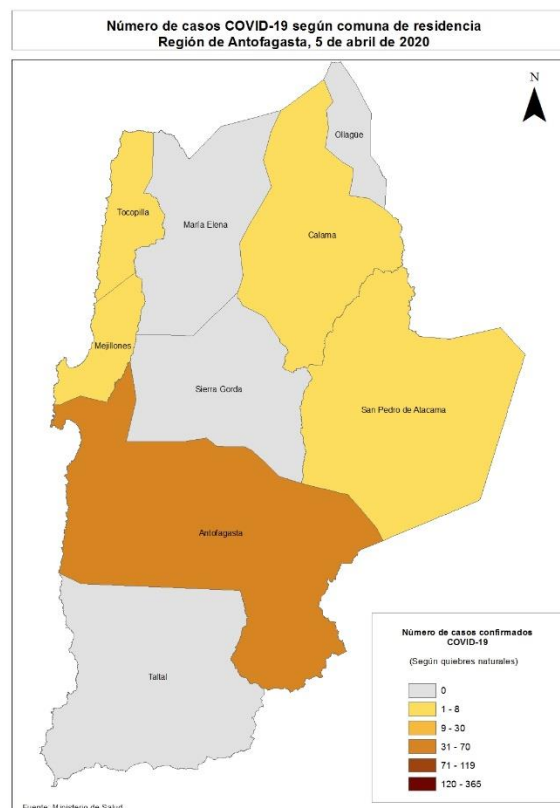 Número de casos COVID-19 según comuna de residencia
Región de Antofagasta, 5 de abril de 2020
N
Ollagüe
Tocopilla
María Elena
Calama
Mejillones
Sierra Gorda
San Pedro de Atacama
Antofagasta
Taltal
Número de casos confirmados
COVID-19
(Según quiebres naturales)
0
1 - 8
9 - 30
31 - 70
71 - 119
120 - 365
Fuente: Ministerio de Salud